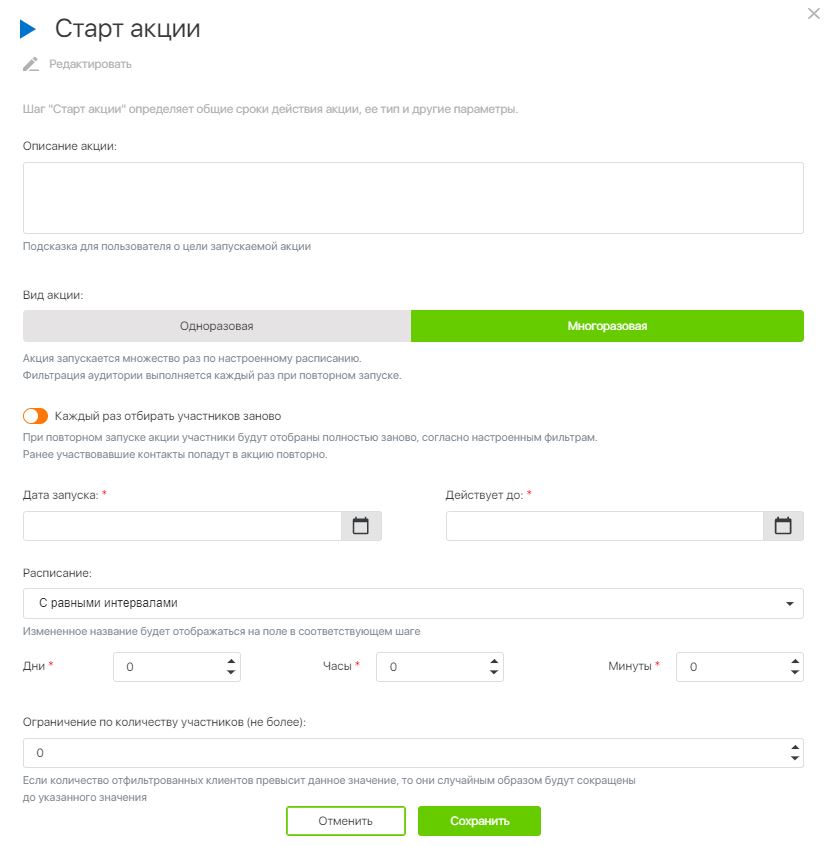 Старт акции
Редактировать
Шаг "Старт акции" определяет общие сроки действия акции, ее тип и другие параметры.
Описание акции:
Подсказка для пользователя о цели запускаемой акции
Вид акции:
Одноразовая Многоразовая
Акция запускается множество раз по настроенному расписанию.
Фильтрация аудитории выполняется каждый раз при повторном запуске.
Каждый раз отбирать участников заново
При повторном запуске акции участники будут отобраны полностью заново, согласно настроенным фильтрам.
Ранее участвовавшие контакты попадут в акцию повторно.
Дата запуска: * Действует до: *
Расписание:
С равными интервалами
Измененное название будет отображаться на поле в соответствующем шаге
Дни * 0 Часы * 0 Минуты * 0
Ограничение по количеству участников (не более):
0
Если количество отфильтрованных клиентов превысит данное значение, то они случайным образом будут сокращены
до указанного значения
Отменить Сохранить